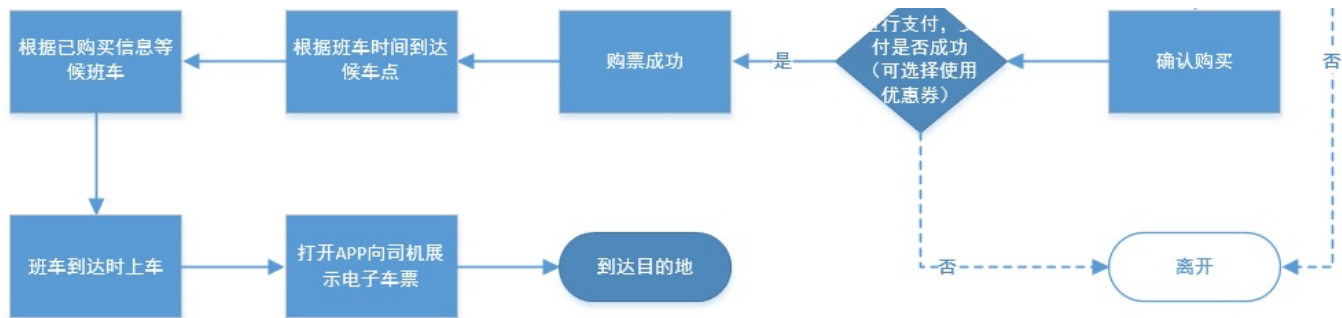 根据已购买信息等
候班车
根据班车时间到达
候车点
购票成功
是
行支付，
付是否成功
（可选择使用
优惠券）
确认购买
否
班车到达时上车
打开APP向司机展
示电子车票
到达目的地
否
离开